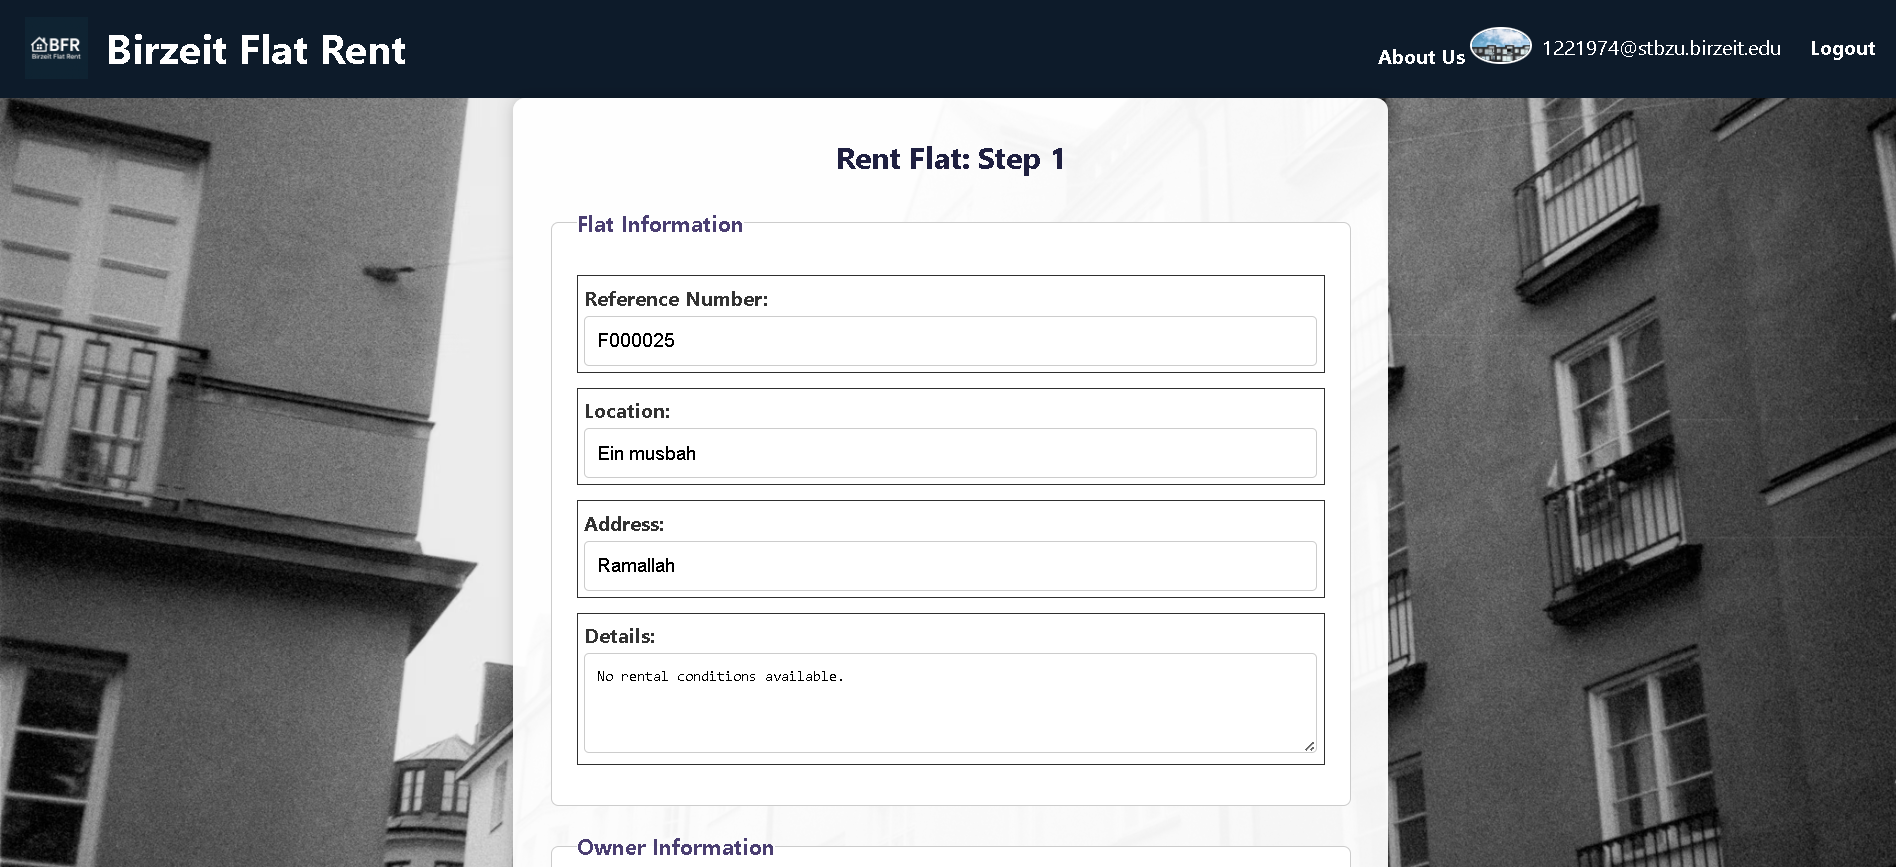 BFR
Birzeit Flat Rent
Birzeit Flat Rent
About Us
1221974@stbzu.birzeit.edu
Logout
Rent Flat: Step 1
Flat Information
Reference Number:
F000025
Location:
Ein musbah
Address:
Ramallah
Details:
No rental conditions available.
Owner Information